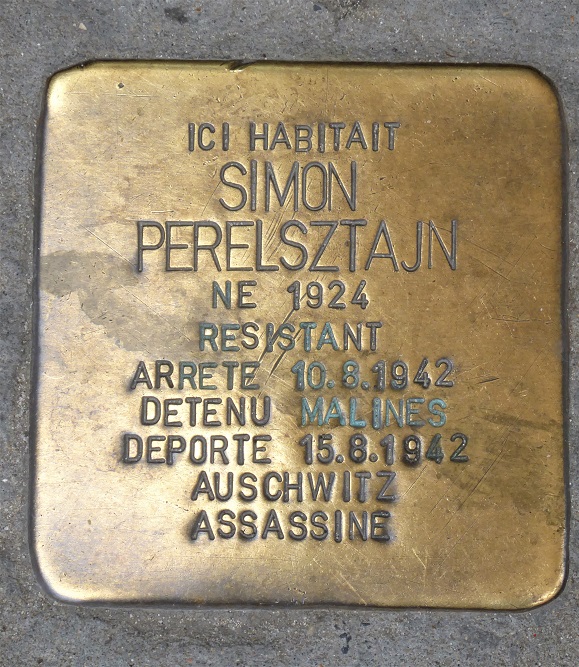 ICI HABITAIT
SIMON
PERELSZTAJN
NE 1924
RESISTANT
ARRETE 10.8.1942
DETENU MALINES
DEPORTE 15.8.1942
AUSCHWITZ
ASSASSINE